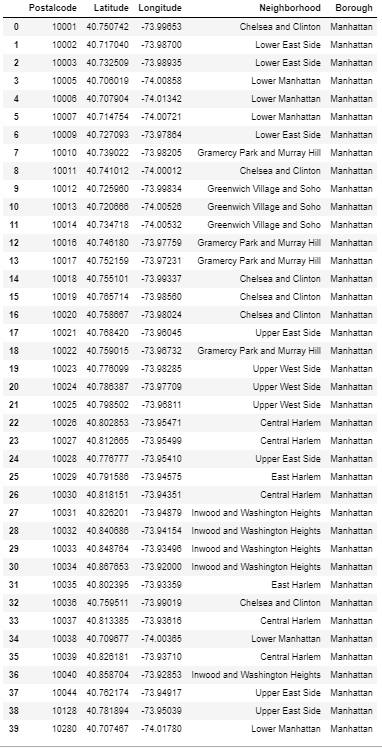 Postalcode Latitude Longitude Neighborhood Borough
0 10001 40.750742 -73.99653 Chelsea and Clinton Manhattan
1 10002 40.717040 -73.98700 Lower East Side Manhattan
2 10003 40.732509 -73.98935 Lower East Side Manhattan
3 10005 40.706019 -74.00858 Lower Manhattan Manhattan
4 10006 40.707904 -74.01342 Lower Manhattan Manhattan
5 10007 40.714754 -74.00721 Lower Manhattan Manhattan
6 10009 40.727093 -73.97864 Lower East Side Manhattan
7 10010 40.739022 -73.98205 Gramercy Park and Murray Hill Manhattan
8 10011 40.741012 -74.00012 Chelsea and Clinton Manhattan
9 10012 40.725960 -73.99834 Greenwich Village and Soho Manhattan
10 10013 40.720666 -74.00526 Greenwich Village and Soho Manhattan
11 10014 40.734718 -74.00532 Greenwich Village and Soho Manhattan
12 10016 40.746180 -73.97759 Gramercy Park and Murray Hill Manhattan
13 10017 40.752159 -73.97231 Gramercy Park and Murray Hill Manhattan
14 10018 40.755101 -73.99337 Chelsea and Clinton Manhattan
15 10019 40.765714 -73.98560 Chelsea and Clinton Manhattan
16 10020 40.758667 -73.98024 Chelsea and Clinton Manhattan
17 10021 40.768420 -73.96045 Upper East Side Manhattan
18 10022 40.759015 -73.96732 Gramercy Park and Murray Hill Manhattan
19 10023 40.776099 -73.98285 Upper West Side Manhattan
20 10024 40.786387 -73.97709 Upper West Side Manhattan
21 10025 40.798502 -73.96811 Upper West Side Manhattan
22 10026 40.802853 -73.95471 Central Harlem Manhattan
23 10027 40.812665 -73.95499 Central Harlem Manhattan
24 10028 40.776777 -73.95410 Upper East Side Manhattan
25 10029 40.791586 -73.94575 East Harlem Manhattan
26 10030 40.818151 -73.94351 Central Harlem Manhattan
27 10031 40.826201 -73.94879 Inwood and Washington Heights Manhattan
28 10032 40.840686 -73.94154 Inwood and Washington Heights Manhattan
29 10033 40.848764 -73.93496 Inwood and Washington Heights Manhattan
30 10034 40.867653 -73.92000 Inwood and Washington Heights Manhattan
31 10035 40.802395 -73.93359 East Harlem Manhattan
32 10036 40.759511 -73.99019 Chelsea and Clinton Manhattan
33 10037 40.813385 -73.93616 Central Harlem Manhattan
34 10038 40.709677 -74.00365 Lower Manhattan Manhattan
35 10039 40.826181 -73.93710 Central Harlem Manhattan
36 10040 40.858704 -73.92853 Inwood and Washington Heights Manhattan
37 10044 40.762174 -73.94917 Upper East Side Manhattan
38 10128 40.781894 -73.95039 Upper East Side Manhattan
39 10280 40.707467 -74.01780 Lower Manhattan Manhattan